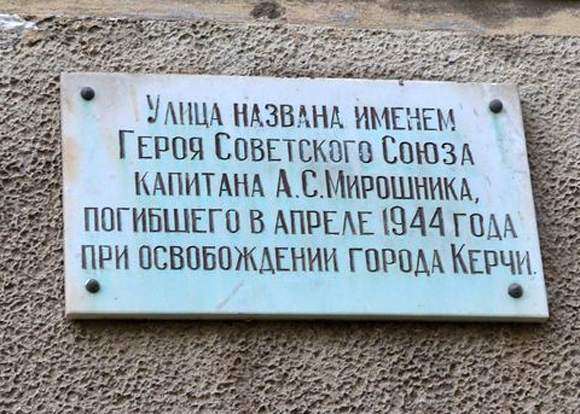 Улица названа именем
Героя Советского Союза
капитана А.С.Мирошника,
погибшего в апреле 1944 года
при освобождении города Керчи.